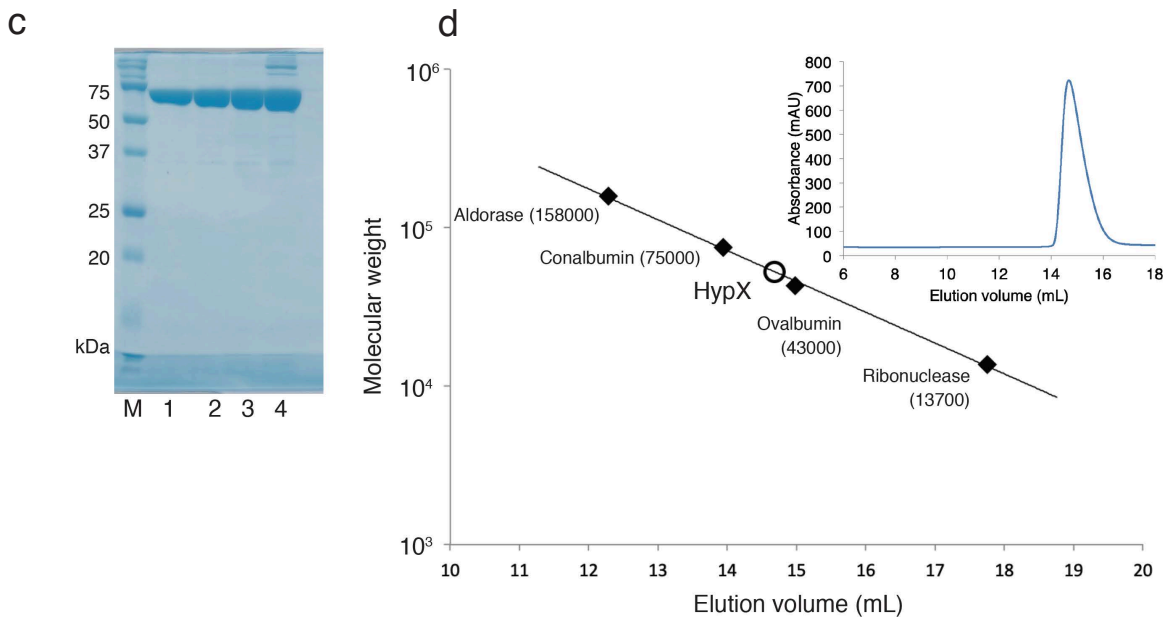 c
75
50
37
25
20
kDa
M 1 2 3 4
d
10⁶
10⁵
10⁴
10³
Molecular weight
Aldorase (158000)
Conalbumin (75000)
HypX
Ovalbumin
(43000)
Ribonuclease
(13700)
10 11 12 13 14 15 16 17 18 19 20
Elution volume (mL)
800
700
600
500
400
300
200
100
0
Absorbance (mAU)
6 8 10 12 14 16 18
Elution volume (mL)